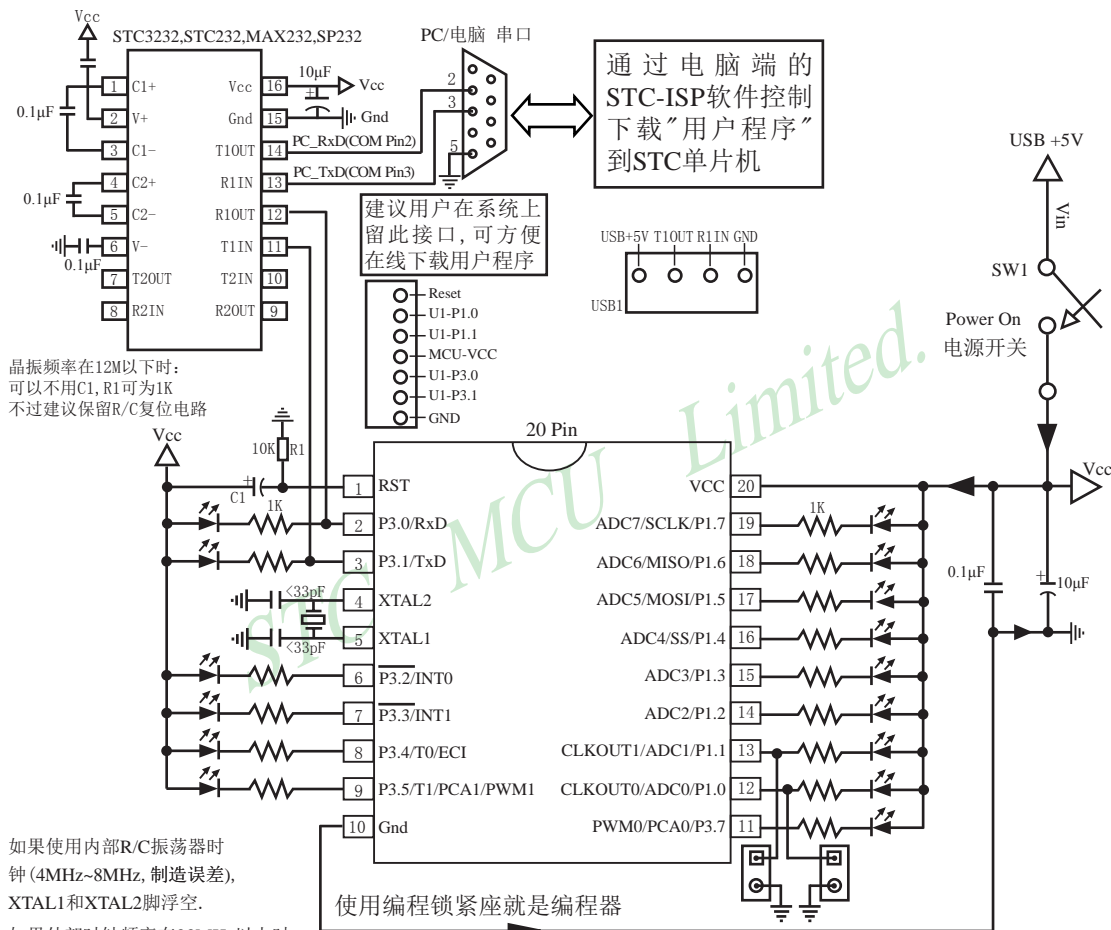 Vcc
STC3232,STC232,MAX232,SP232
1 C1+
2 V+
3 C1-
4 C2+
5 C2-
6 V-
7 T2OUT
8 R2IN
Vcc 16
Gnd 15
T1OUT 14
R1IN 13
R1OUT 12
T1IN 11
T2IN 10
R2OUT 9
0.1μF
0.1μF
0.1μF
10μF
+
Vcc
Gnd
PC_RxD(COM Pin2)
PC_TxD(COM Pin3)
PC/电脑 串口
2
3
5
通过电脑端的
STC-ISP软件控制
下载"用户程序"
到STC单片机
建议用户在系统上
留此接口,可方便
在线下载用户程序
Reset
U1-P1.0
U1-P1.1
MCU-VCC
U1-P3.0
U1-P3.1
GND
USB+5V T1OUT R1IN GND
USB1
USB +5V
Vin
SW1
Power On
电源开关
Vcc
0.1μF
+
10μF
晶振频率在12M以下时:
可以不用C1,R1可为1K
不过建议保留R/C复位电路
Vcc
10K R1
+
C1
1K
<33pF
<33pF
20 Pin
1 RST
2 P3.0/RxD
3 P3.1/TxD
4 XTAL2
5 XTAL1
6 P3.2/INT0
7 P3.3/INT1
8 P3.4/T0/ECI
9 P3.5/T1/PCA1/PWM1
10 Gnd
VCC 20
ADC7/SCLK/P1.7 19
ADC6/MISO/P1.6 18
ADC5/MOSI/P1.5 17
ADC4/SS/P1.4 16
ADC3/P1.3 15
ADC2/P1.2 14
CLKOUT1/ADC1/P1.1 13
CLKOUT0/ADC0/P1.0 12
PWM0/PCA0/P3.7 11
1K
STC MCU Limited.
如果使用内部R/C振荡器时
钟(4MHz~8MHz, 制造误差),
XTAL1和XTAL2脚浮空.
使用编程锁紧座就是编程器